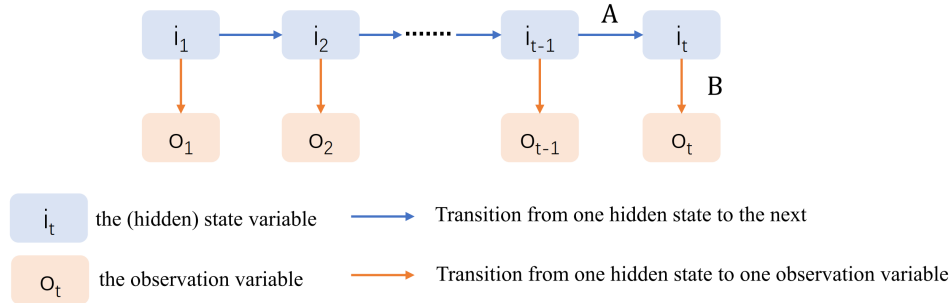 A
i₁ i₂ ........ iₜ₋₁ iₜ
B
o₁ o₂ oₜ₋₁ oₜ
iₜ the (hidden) state variable Transition from one hidden state to the next
oₜ the observation variable Transition from one hidden state to one observation variable